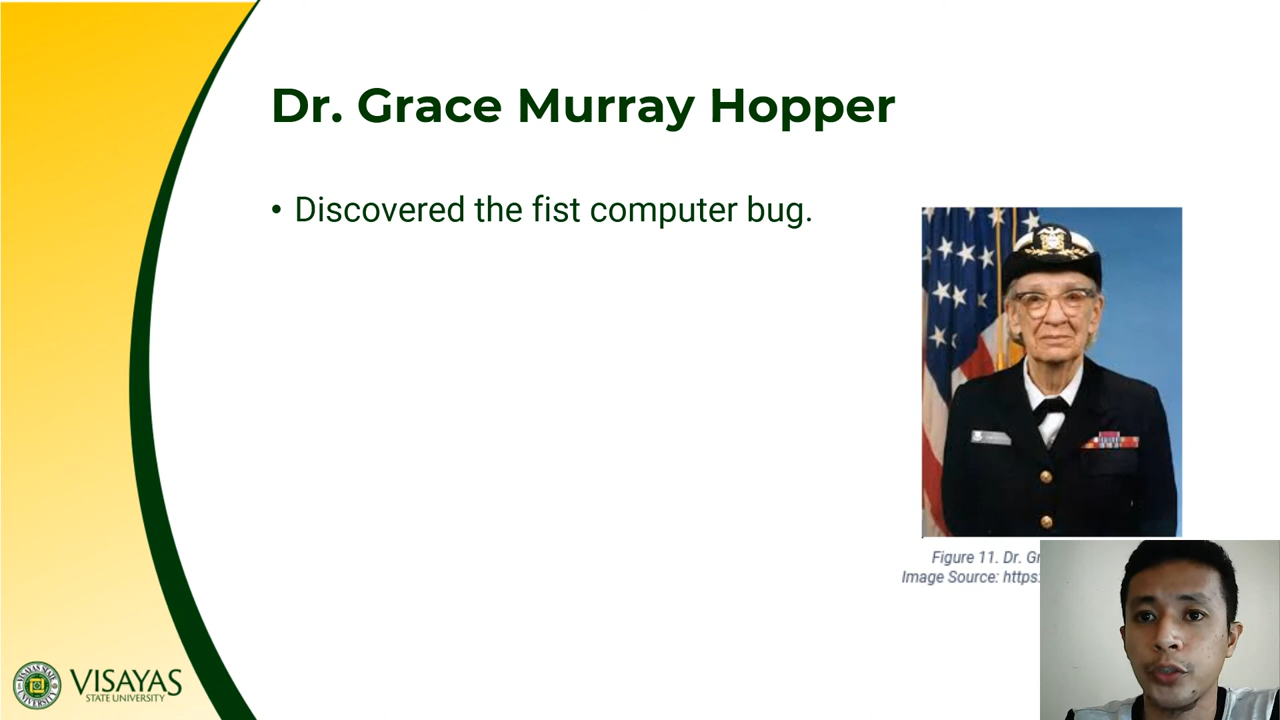 Dr. Grace Murray Hopper
• Discovered the fist computer bug.
Figure 11. Dr. Gr
Image Source: https:
VISAYAS
STATE UNIVERSITY